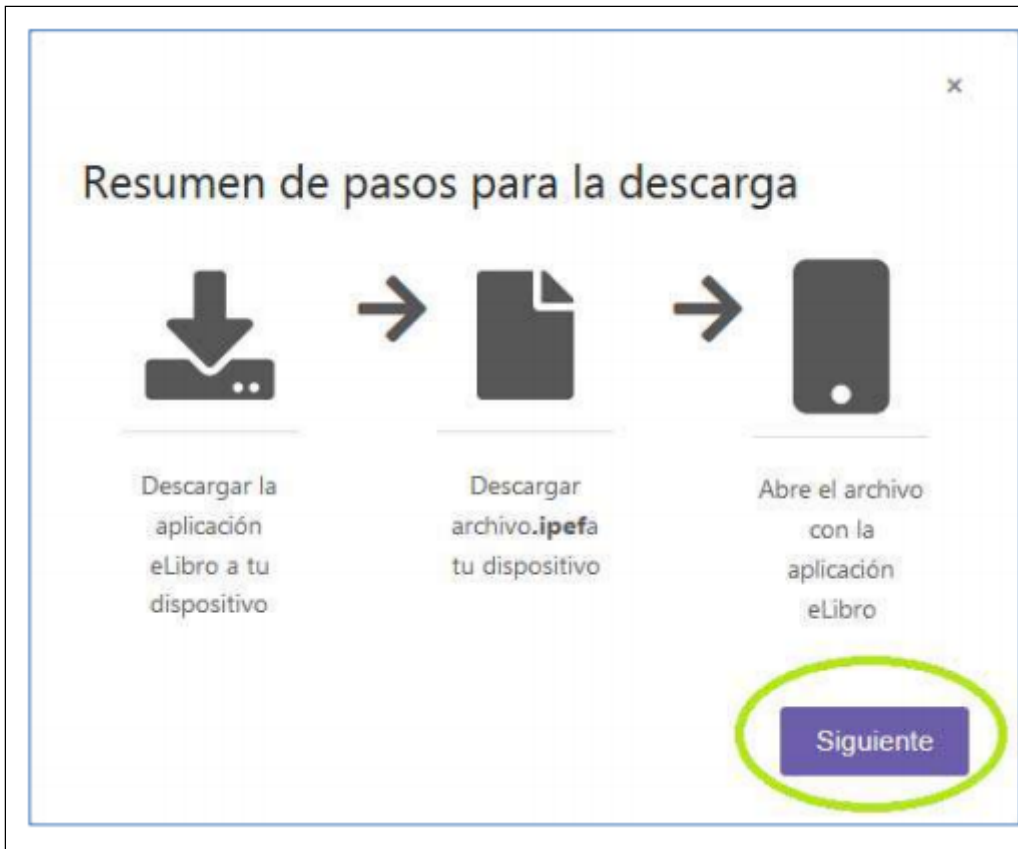 ×
Resumen de pasos para la descarga
Descargar la
aplicación
eLibro a tu
dispositivo
Descargar
archivo.ipefa
tu dispositivo
Abre el archivo
con la
aplicación
eLibro
Siguiente